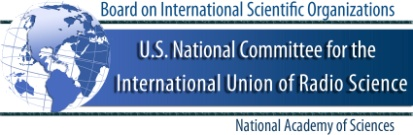 Board on International Scientific Organizations
U.S. National Committee for the
International Union of Radio Science
National Academy of Sciences